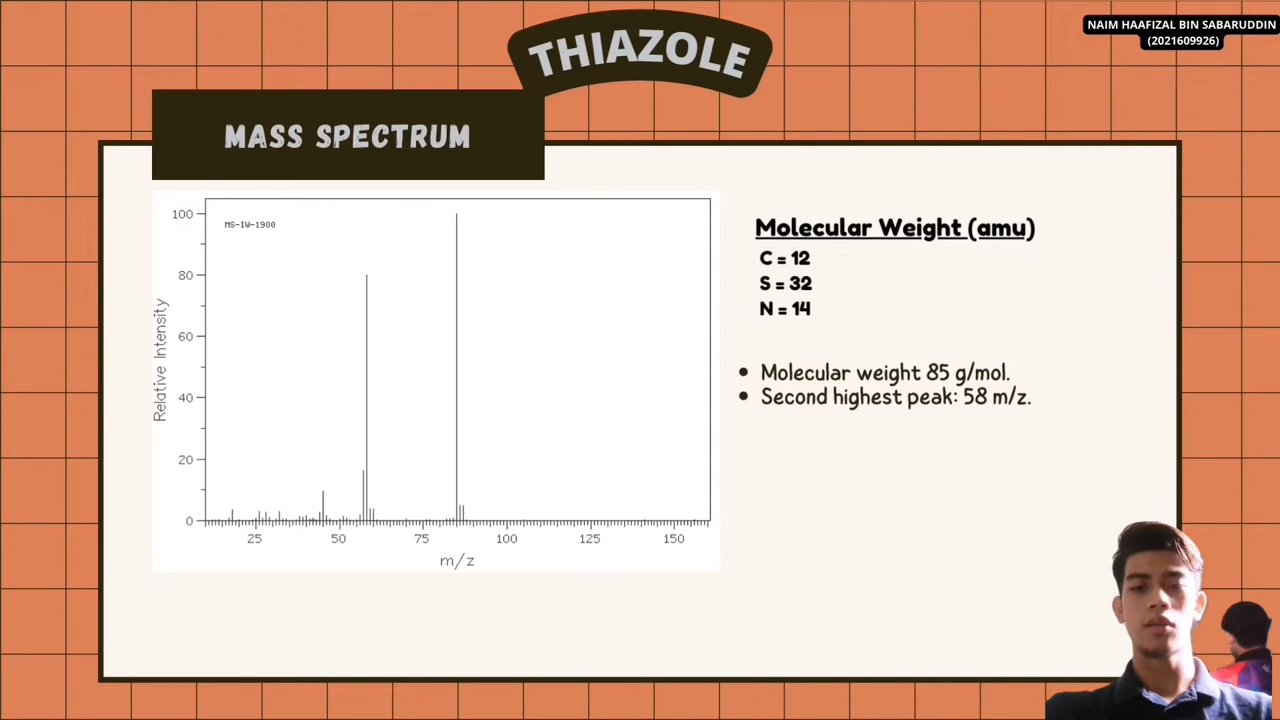 THIAZOLE
NAIM HAAFIZAL BIN SABARUDDIN
(2021609926)
MASS SPECTRUM
MS-IW-1900
100
80
60
40
20
0
Relative Intensity
25 50 75 100 125 150
m/z
Molecular Weight (amu)
C = 12
S = 32
N = 14
• Molecular weight 85 g/mol.
• Second highest peak: 58 m/z.